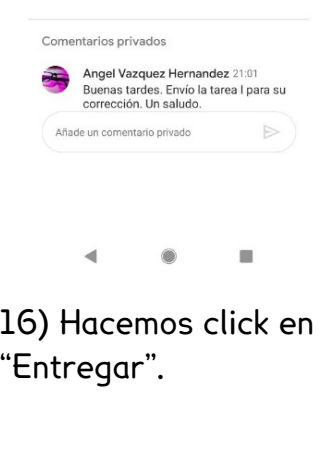 Comentarios privados
Angel Vazquez Hernandez 21:01
Buenas tardes. Envío la tarea I para su
corrección. Un saludo.
Añade un comentario privado
16) Hacemos click en
“Entregar”.